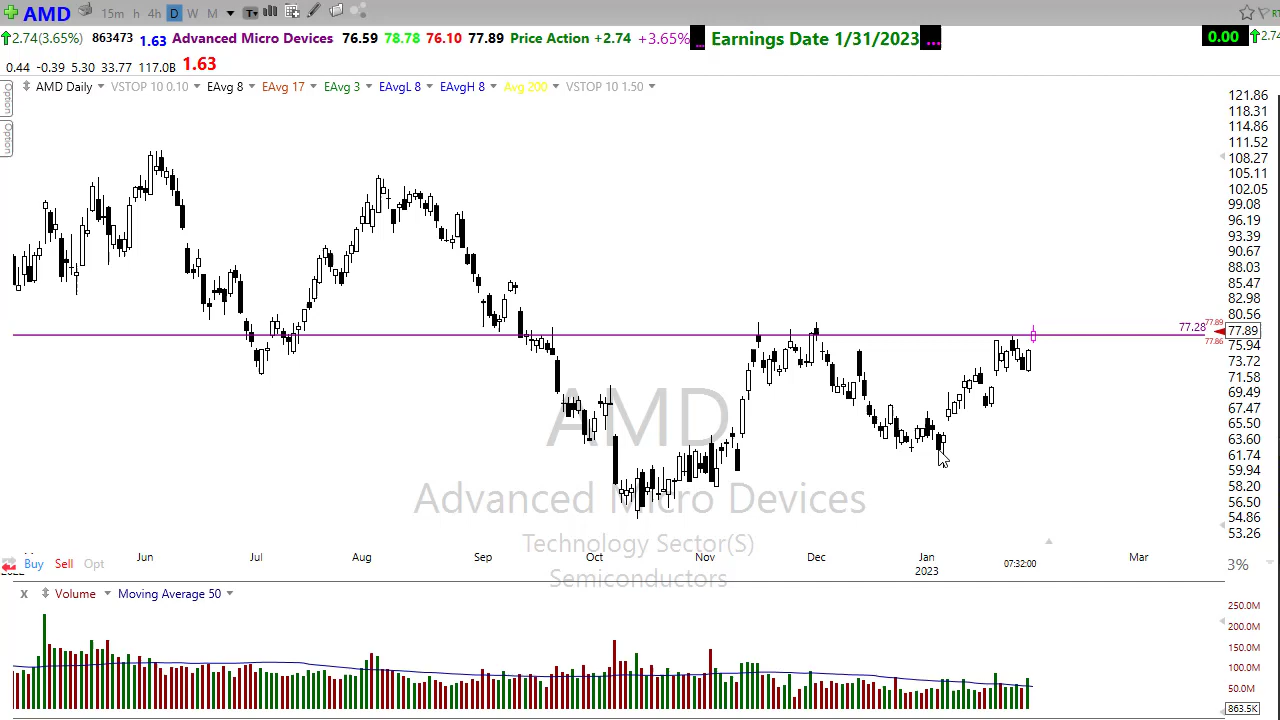 AMD 15m h 4h D W M T
2.74(3.65%) 863473 1.63 Advanced Micro Devices 76.59 78.78 76.10 77.89 Price Action +2.74 +3.65% ... Earnings Date 1/31/2023 ... 0.00 2.74
0.44 -0.39 5.30 33.77 117.0B 1.63
Option
Option
AMD Daily VSTOP 10 0.10 EAvg 8 EAvg 17 EAvg 3 EAvgL 8 EAvgH 8 Avg 200 VSTOP 10 1.50
121.86
118.31
114.86
111.52
108.27
105.11
102.05
99.08
96.19
93.39
90.67
88.03
85.47
82.98
80.56
77.28 77.89 77.89
77.86
75.94
73.72
71.58
69.49
67.47
65.50
63.60
61.74
59.94
58.20
56.50
54.86
53.26
AMD
Advanced Micro Devices
Technology Sector(S)
Semiconductors
Jun Jul Aug Sep Oct Nov Dec Jan Mar
2023 07:32:00
Buy Sell Opt 3%
X Volume Moving Average 50
250.0M
200.0M
150.0M
100.0M
50.0M
863.5K